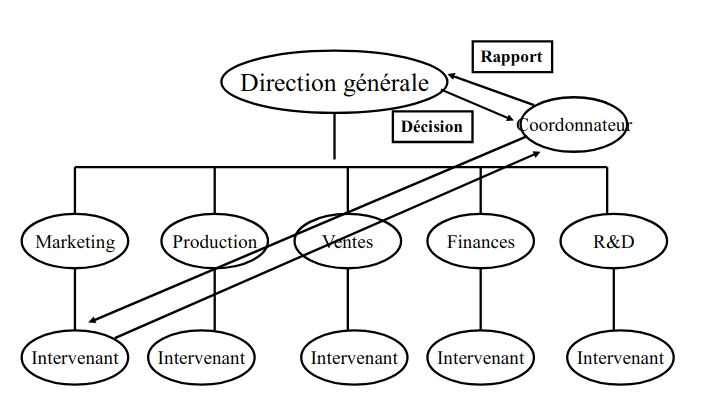 Rapport
Direction générale
Décision
Coordonnateur
Marketing
Production
Ventes
Finances
R&D
Intervenant
Intervenant
Intervenant
Intervenant
Intervenant